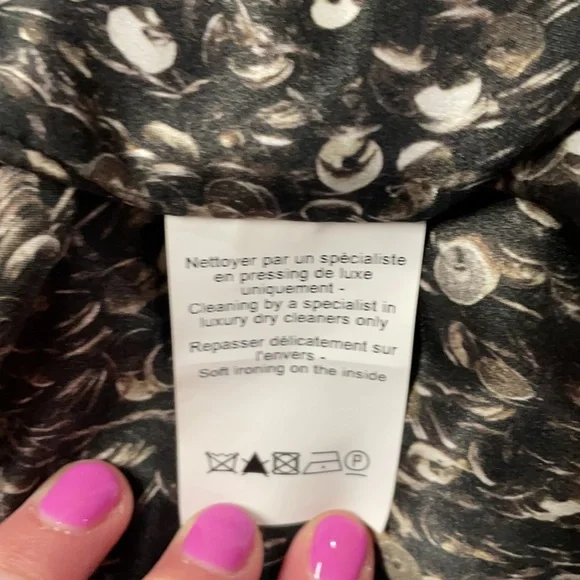 Nettoyer par un spécialiste
en pressing de luxe
uniquement -
Cleaning by a specialist in
luxury dry cleaners only
Repasser délicatement sur
l'envers -
Soft ironing on the inside
P